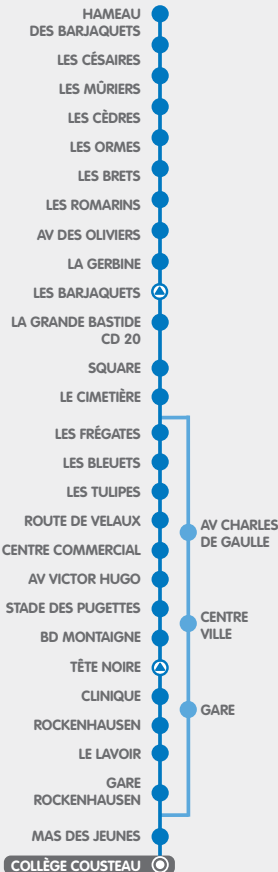 HAMEAU
DES BARJAQUETS
LES CÉSAIRES
LES MÛRIERS
LES CÈDRES
LES ORMES
LES BRETS
LES ROMARINS
AV DES OLIVIERS
LA GERBINE
LES BARJAQUETS
LA GRANDE BASTIDE
CD 20
SQUARE
LE CIMETIÈRE
LES FRÉGATES
LES BLEUETS
LES TULIPES
ROUTE DE VELAUX
CENTRE COMMERCIAL
AV VICTOR HUGO
STADE DES PUGETTES
BD MONTAIGNE
TÊTE NOIRE
CLINIQUE
ROCKENHAUSEN
LE LAVOIR
GARE
ROCKENHAUSEN
AV CHARLES
DE GAULLE
CENTRE
VILLE
GARE
MAS DES JEUNES
COLLÈGE COUSTEAU